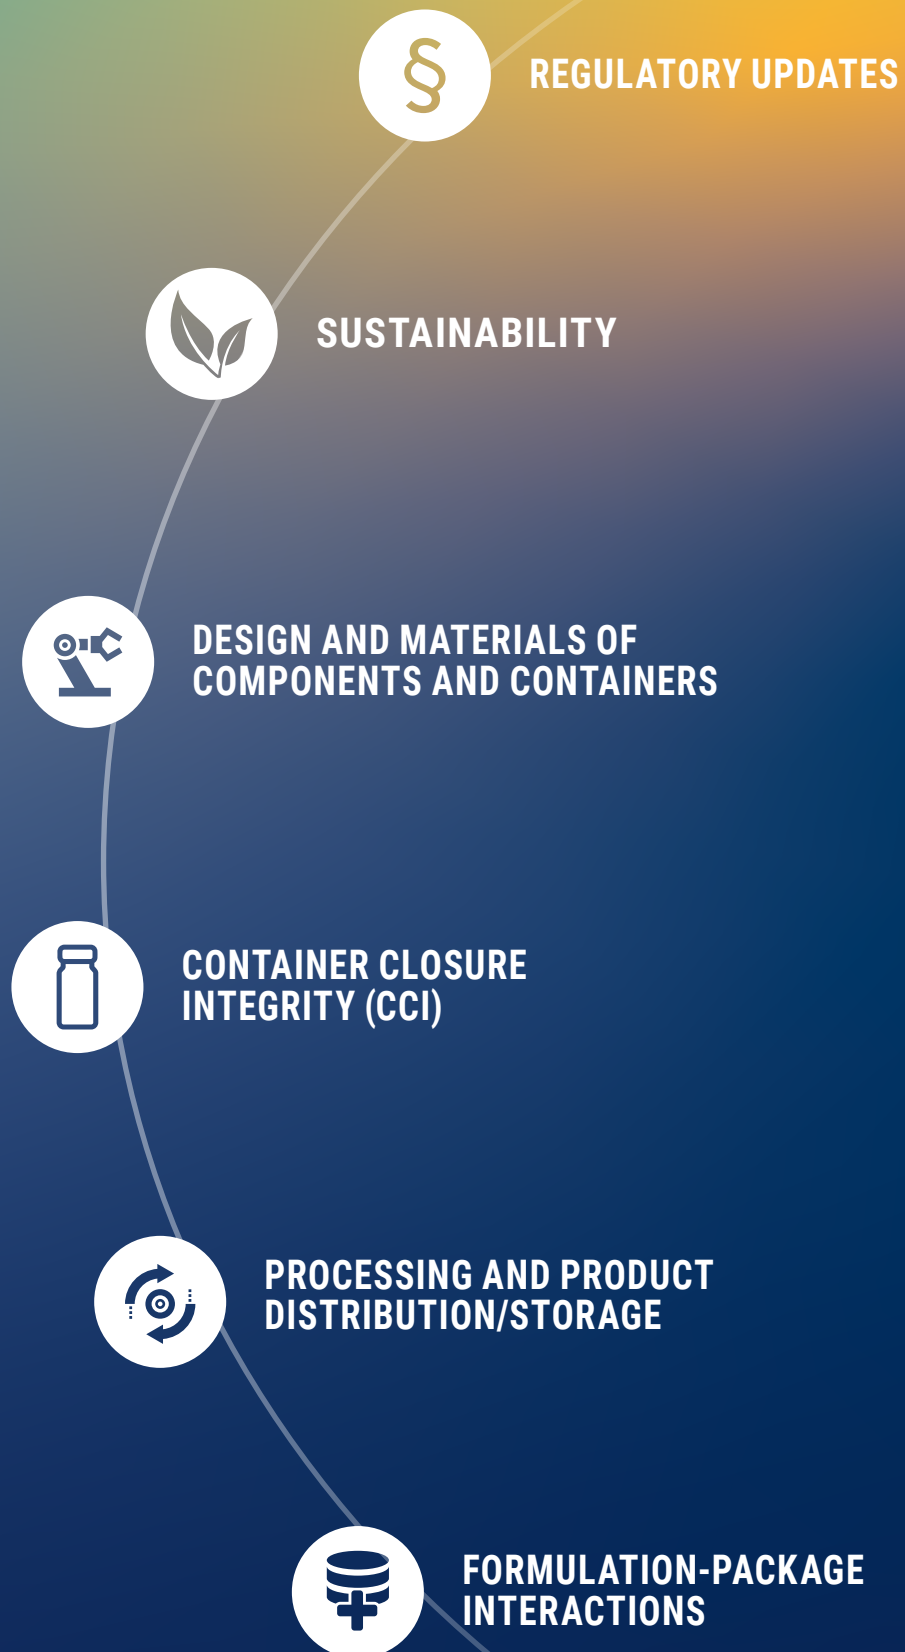 §
REGULATORY UPDATES
SUSTAINABILITY
DESIGN AND MATERIALS OF
COMPONENTS AND CONTAINERS
CONTAINER CLOSURE
INTEGRITY (CCI)
PROCESSING AND PRODUCT
DISTRIBUTION/STORAGE
FORMULATION-PACKAGE
INTERACTIONS